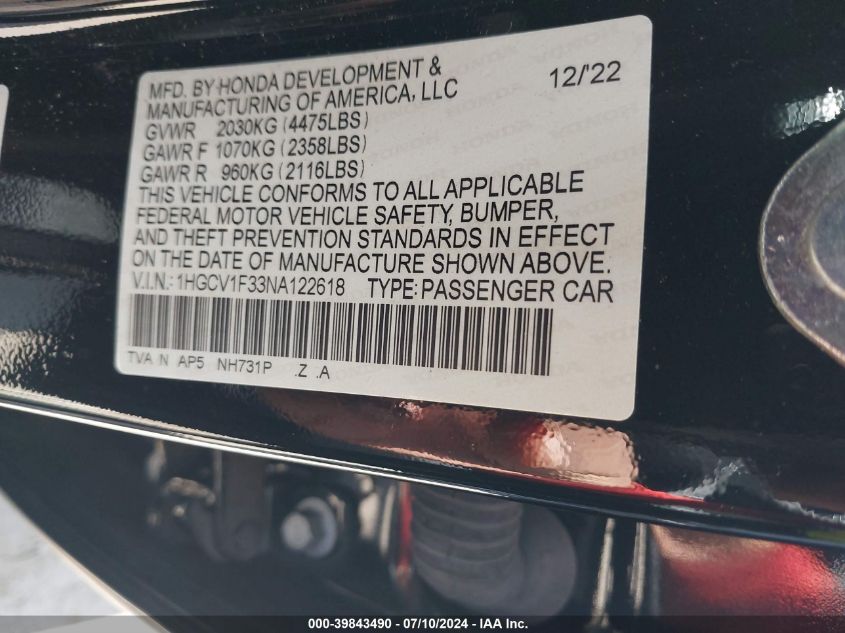 MFD. BY HONDA DEVELOPMENT &
MANUFACTURING OF AMERICA, LLC 12/'22
GVWR 2030KG (4475LBS)
GAWR F 1070KG (2358LBS)
GAWR R 960KG (2116LBS)
THIS VEHICLE CONFORMS TO ALL APPLICABLE
FEDERAL MOTOR VEHICLE SAFETY, BUMPER,
AND THEFT PREVENTION STANDARDS IN EFFECT
ON THE DATE OF MANUFACTURE SHOWN ABOVE.
V.I.N.: 1HGCV1F33NA122618 TYPE: PASSENGER CAR
TVA N AP5 NH731P .Z .A
000-39843490 - 07/10/2024 - IAA Inc.